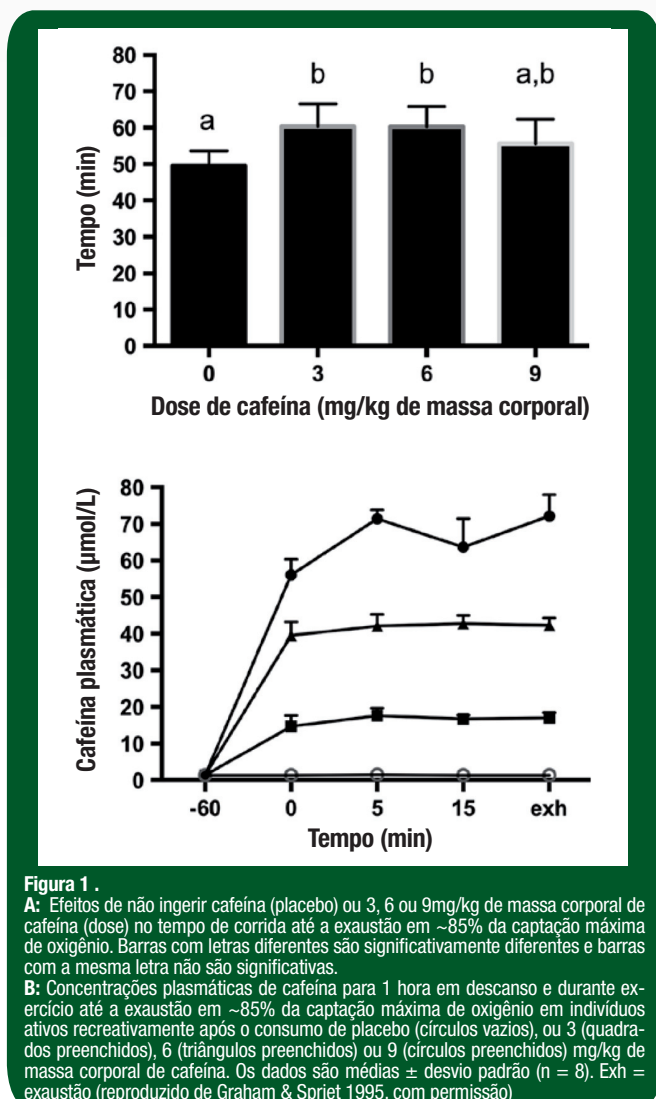 80
70
60
50
40
30
20
10
0
Tempo (min)
a
b
b
a,b
0 3 6 9
Dose de cafeína (mg/kg de massa corporal)
80
70
60
50
40
30
20
10
0
Cafeína plasmática (µmol/L)
-60 0 5 15 exh
Tempo (min)
Figura 1 .
A: Efeitos de não ingerir cafeína (placebo) ou 3, 6 ou 9mg/kg de massa corporal de
cafeína (dose) no tempo de corrida até a exaustão em ~85% da captação máxima
de oxigênio. Barras com letras diferentes são significativamente diferentes e barras
com a mesma letra não são significativas.
B: Concentrações plasmáticas de cafeína para 1 hora em descanso e durante ex-
ercício até a exaustão em ~85% da captação máxima de oxigênio em indivíduos
ativos recreativamente após o consumo de placebo (círculos vazios), ou 3 (quadra-
dos preenchidos), 6 (triângulos preenchidos) ou 9 (círculos preenchidos) mg/kg de
massa corporal de cafeína. Os dados são médias ± desvio padrão (n = 8). Exh =
exaustão (reproduzido de Graham & Spriet 1995, com permissão)